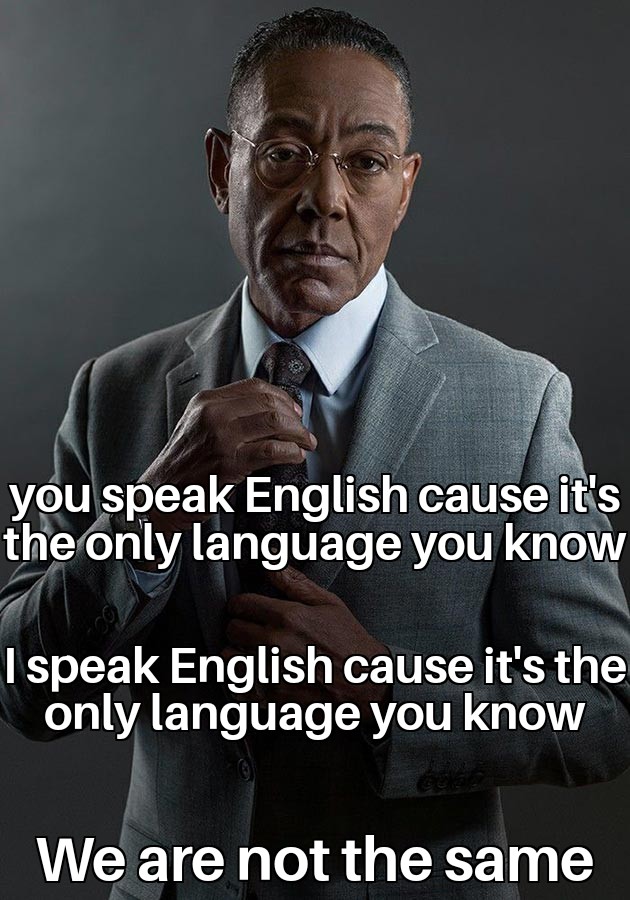 you speak English cause it's
the only language you know
I speak English cause it's the
only language you know
We are not the same